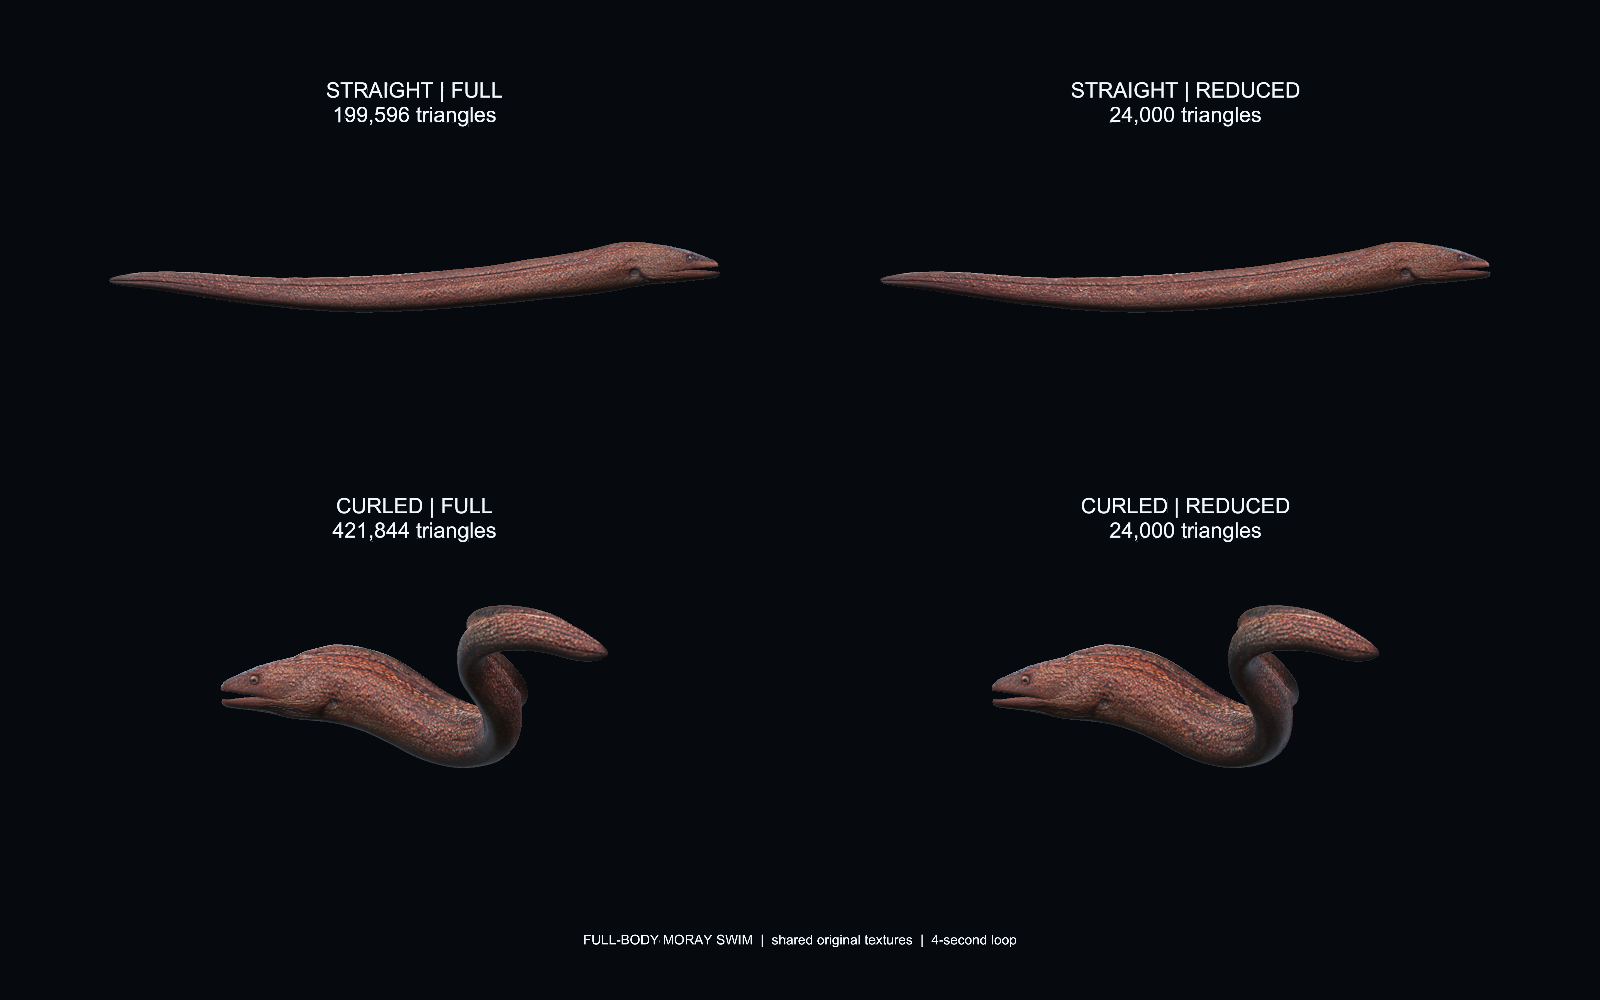 STRAIGHT | FULL
199,596 triangles
STRAIGHT | REDUCED
24,000 triangles
CURLED | FULL
421,844 triangles
CURLED | REDUCED
24,000 triangles
FULL-BODY MORAY SWIM | shared original textures | 4-second loop